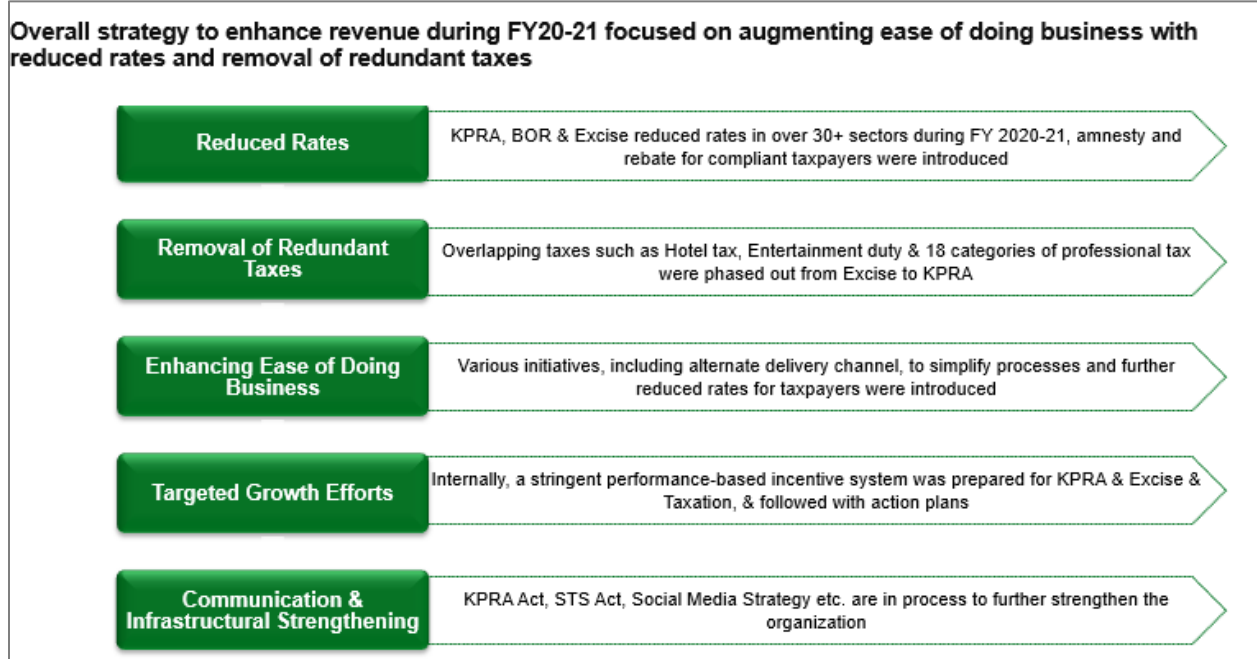 Overall strategy to enhance revenue during FY20-21 focused on augmenting ease of doing business with
reduced rates and removal of redundant taxes
Reduced Rates
KPRA, BOR & Excise reduced rates in over 30+ sectors during FY 2020-21, amnesty and
rebate for compliant taxpayers were introduced
Removal of Redundant
Taxes
Overlapping taxes such as Hotel tax, Entertainment duty & 18 categories of professional tax
were phased out from Excise to KPRA
Enhancing Ease of Doing
Business
Various initiatives, including alternate delivery channel, to simplify processes and further
reduced rates for taxpayers were introduced
Targeted Growth Efforts
Internally, a stringent performance-based incentive system was prepared for KPRA & Excise &
Taxation, & followed with action plans
Communication &
Infrastructural Strengthening
KPRA Act, STS Act, Social Media Strategy etc. are in process to further strengthen the
organization